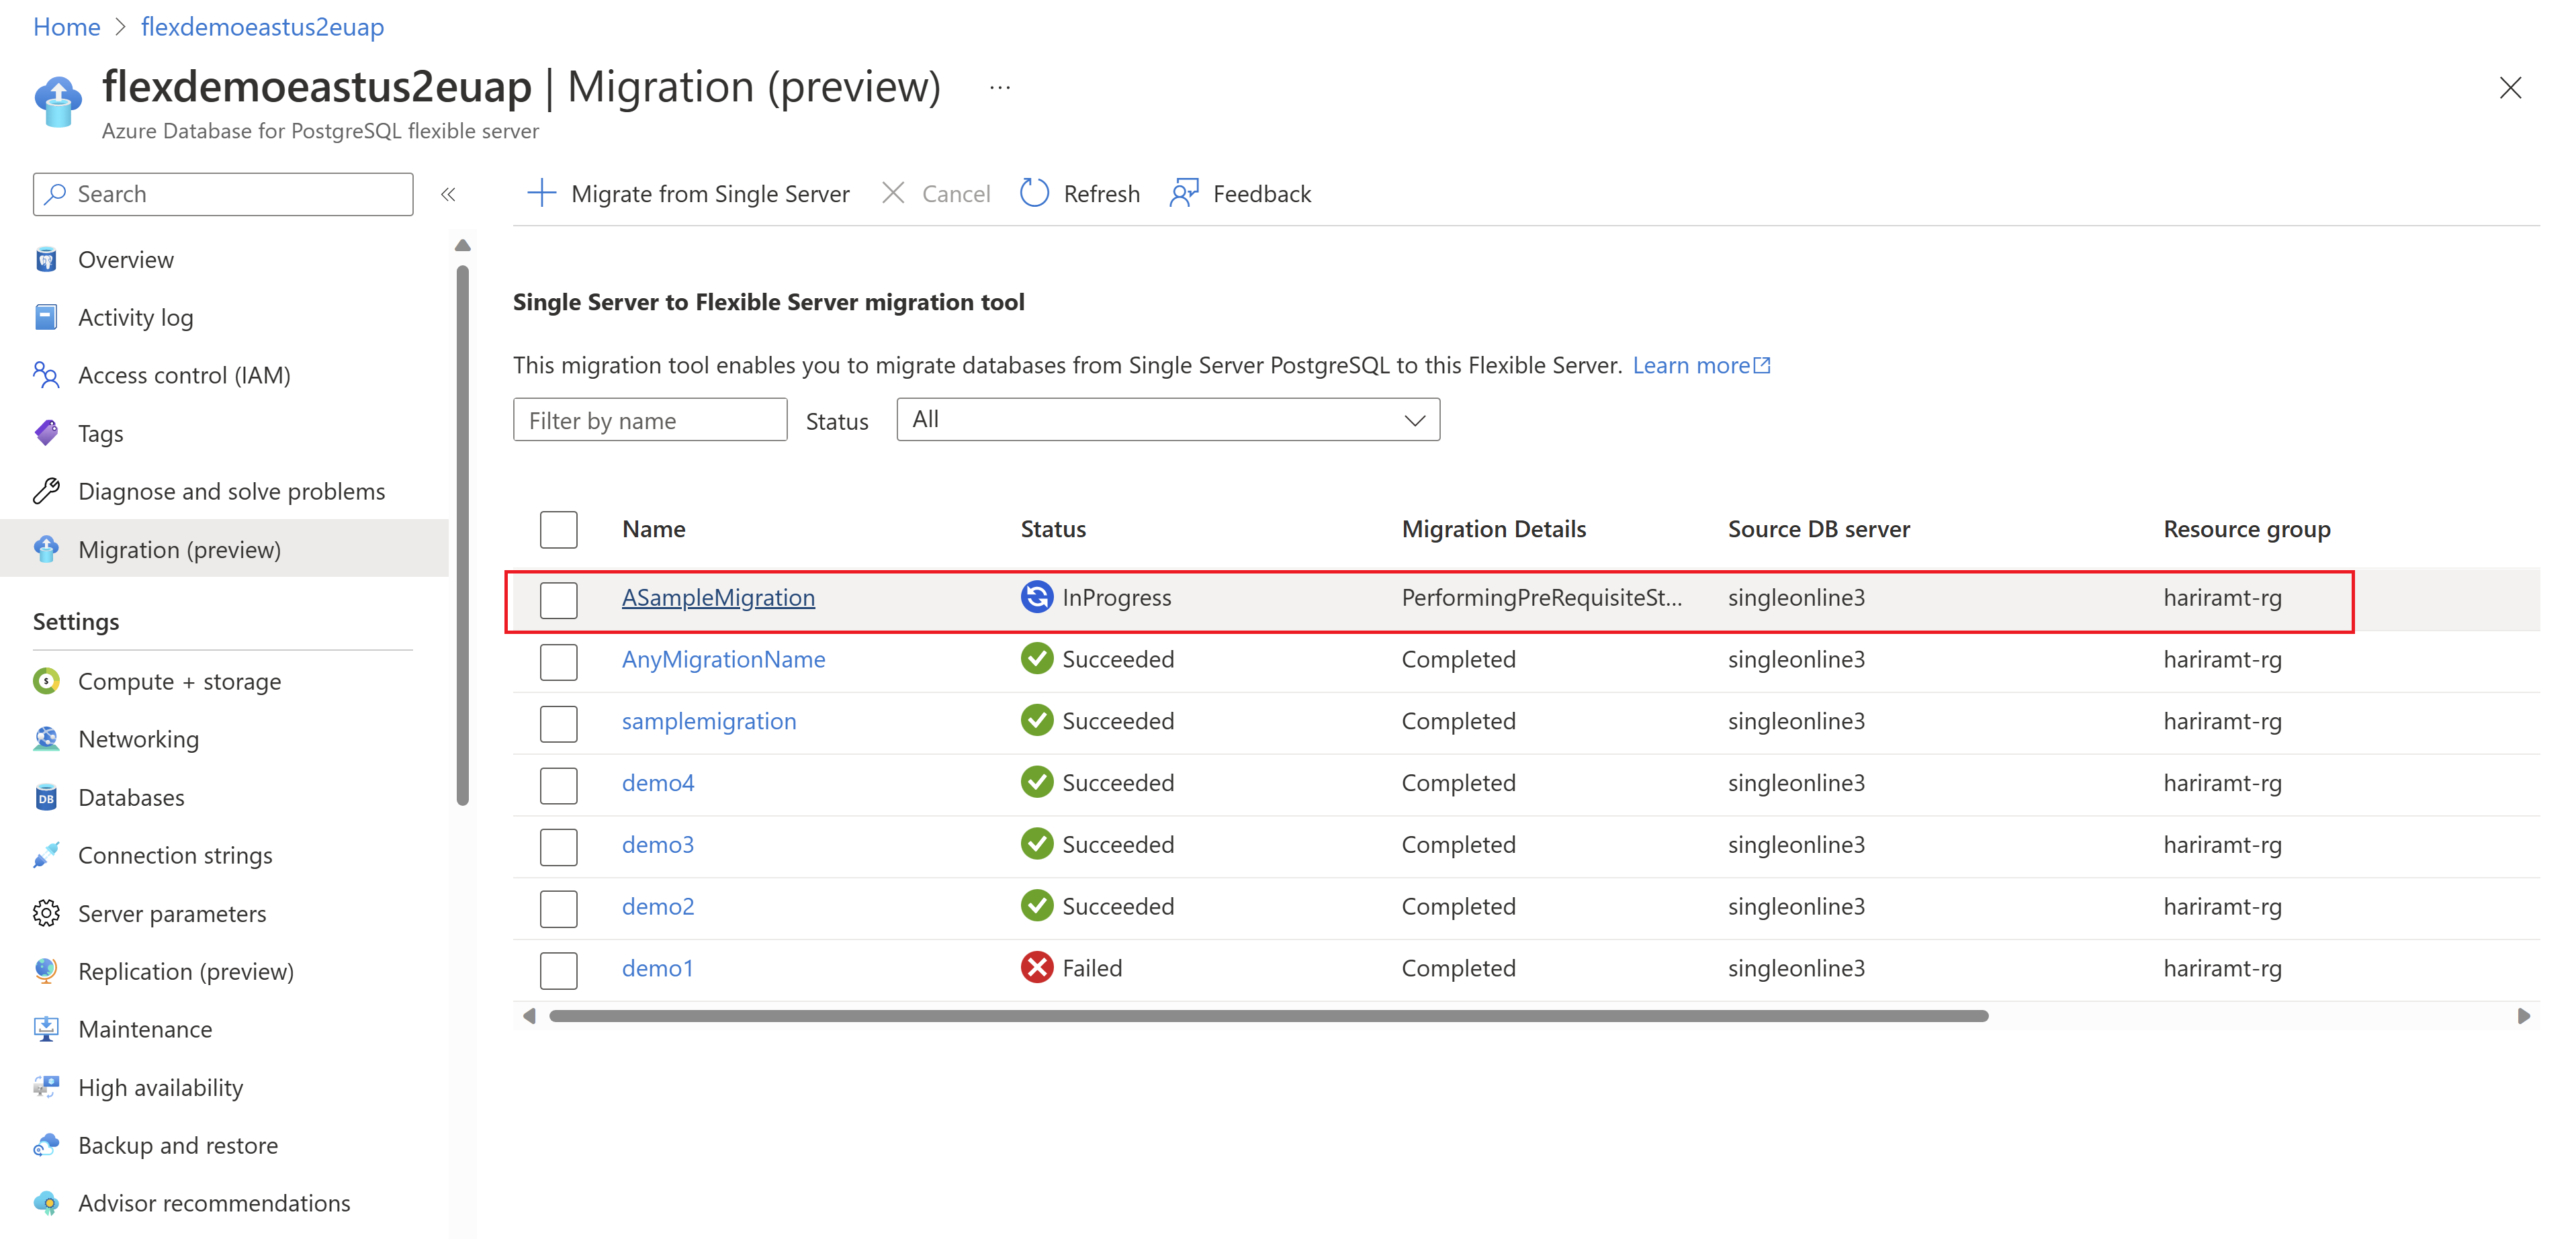 Home > flexdemoeastus2euap
flexdemoeastus2euap | Migration (preview) ...
Azure Database for PostgreSQL flexible server
Search «
Migrate from Single Server Cancel Refresh Feedback
Overview
Activity log
Access control (IAM)
Tags
Diagnose and solve problems
Migration (preview)
Settings
Compute + storage
Networking
DB Databases
Connection strings
Server parameters
Replication (preview)
Maintenance
High availability
Backup and restore
Advisor recommendations
Single Server to Flexible Server migration tool
This migration tool enables you to migrate databases from Single Server PostgreSQL to this Flexible Server. Learn more
Filter by name Status All
Name Status Migration Details Source DB server Resource group
ASampleMigration InProgress PerformingPreRequisiteSt... singleonline3 hariramt-rg
AnyMigrationName Succeeded Completed singleonline3 hariramt-rg
samplemigration Succeeded Completed singleonline3 hariramt-rg
demo4 Succeeded Completed singleonline3 hariramt-rg
demo3 Succeeded Completed singleonline3 hariramt-rg
demo2 Succeeded Completed singleonline3 hariramt-rg
demo1 Failed Completed singleonline3 hariramt-rg